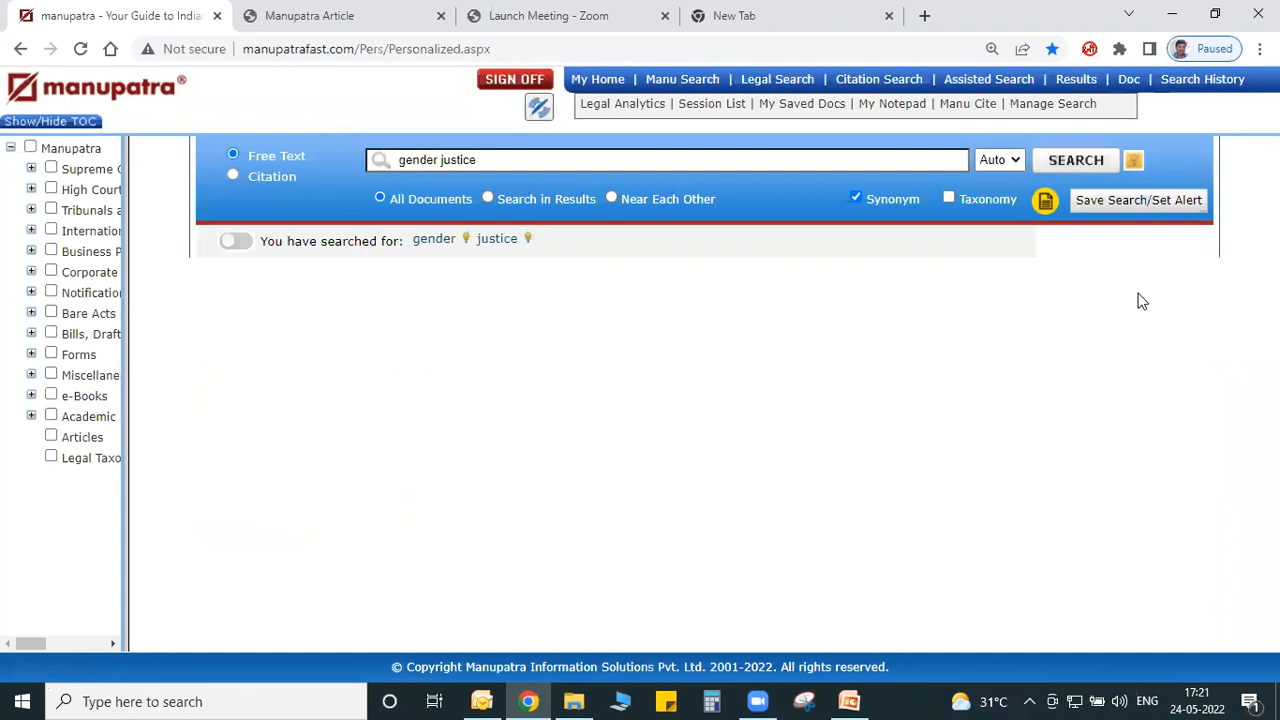 manupatra - Your Guide to Indian
Manupatra Article
Launch Meeting - Zoom
New Tab
Not secure
manupatrafast.com/Pers/Personalized.aspx
Paused
manupatra®
SIGN OFF
My Home | Manu Search | Legal Search | Citation Search | Assisted Search | Results | Doc | Search History
Legal Analytics | Session List | My Saved Docs | My Notepad | Manu Cite | Manage Search
Show/Hide TOC
Manupatra
Supreme C
High Court
Tribunals a
Internatio
Business P
Corporate
Notification
Bare Acts
Bills, Draft
Forms
Miscellane
e-Books
Academic
Articles
Legal Taxo
Free Text
Citation
gender justice
Auto
SEARCH
All Documents
Search in Results
Near Each Other
Synonym
Taxonomy
Save Search/Set Alert
You have searched for: gender justice
© Copyright Manupatra Information Solutions Pvt. Ltd. 2001-2022. All rights reserved.
Type here to search
31°C
ENG
17:21
24-05-2022
1